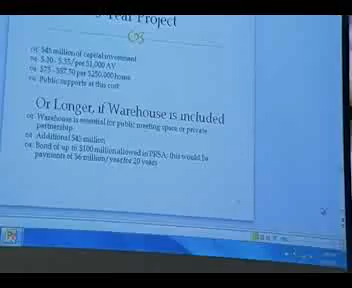 Year Project
$45 million of capital investment
$.30 - $.35/per $1,000 AV
$75 - $87.50 per $250,000 home
Public supports at this cost
Or Longer, if Warehouse is included
Warehouse is essential for public meeting space or private
partnership
Additional $45 million
Bond of up to $100 million allowed in PFSA; this would be
payments of $6 million/year for 20 years